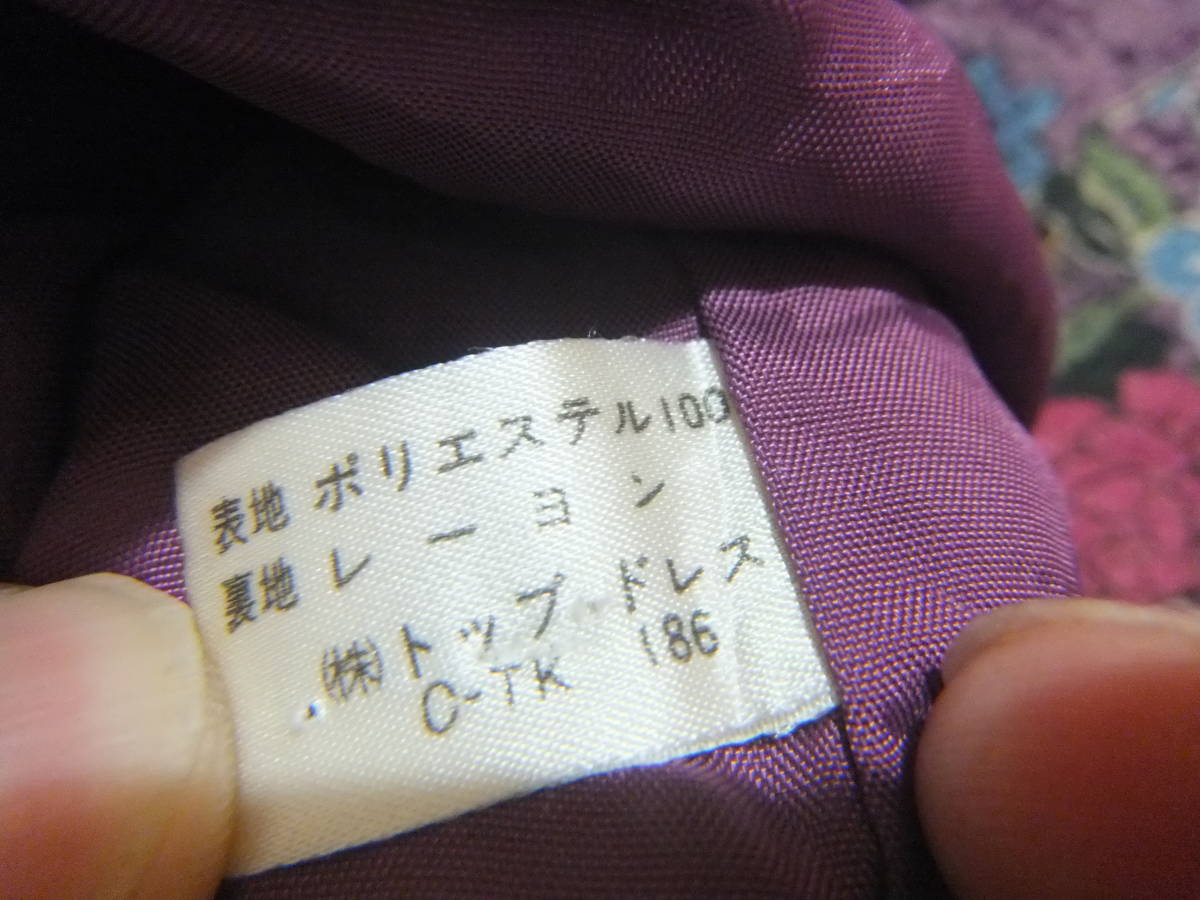 表地 ポリエステル100
裏地 レーヨン
(株)トップドレス
C-TK 186